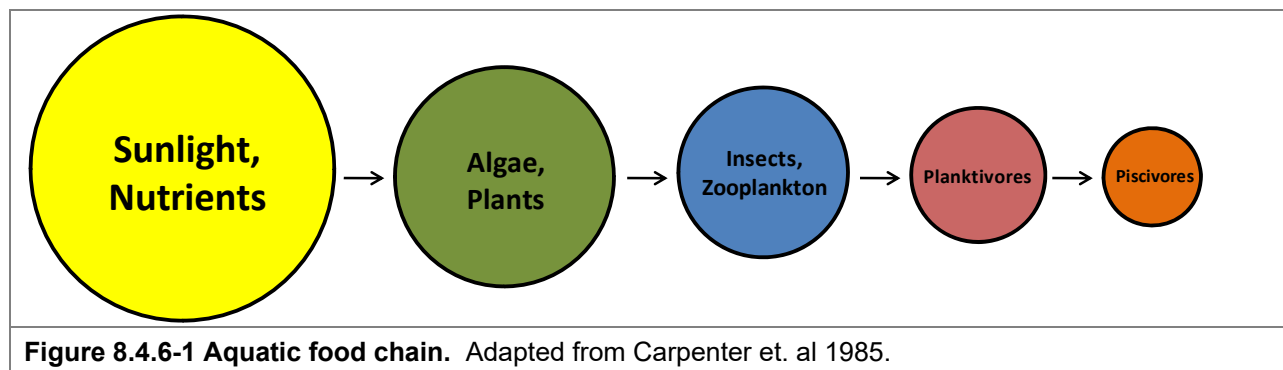 Sunlight,
Nutrients
Algae,
Plants
Insects,
Zooplankton
Planktivores
Piscivores
Figure 8.4.6-1 Aquatic food chain.  Adapted from Carpenter et. al 1985.